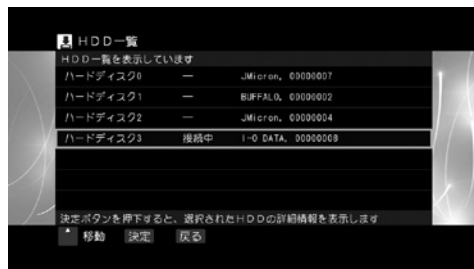 HDD一覧
HDD一覧を表示しています
ハードディスク0 — JMicron, 00000007
ハードディスク1 — BUFFALO, 00000002
ハードディスク2 — JMicron, 00000004
ハードディスク3 接続中 I-O DATA, 00000008
決定ボタンを押下すると、選択されたHDDの詳細情報を表示します
移動 決定 戻る